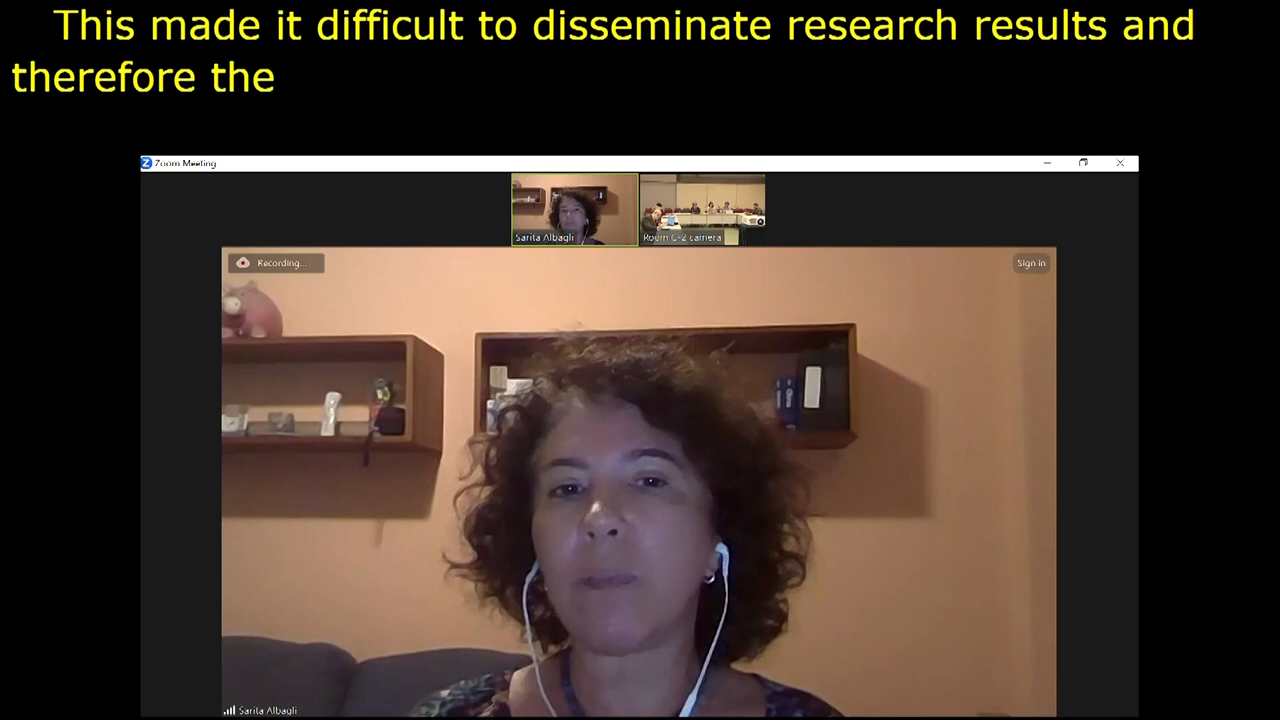 This made it difficult to disseminate research results and
therefore the
Zoom Meeting
Sarita Albagli
Room C-2 camera
Recording...
Sign in
Sarita Albagli